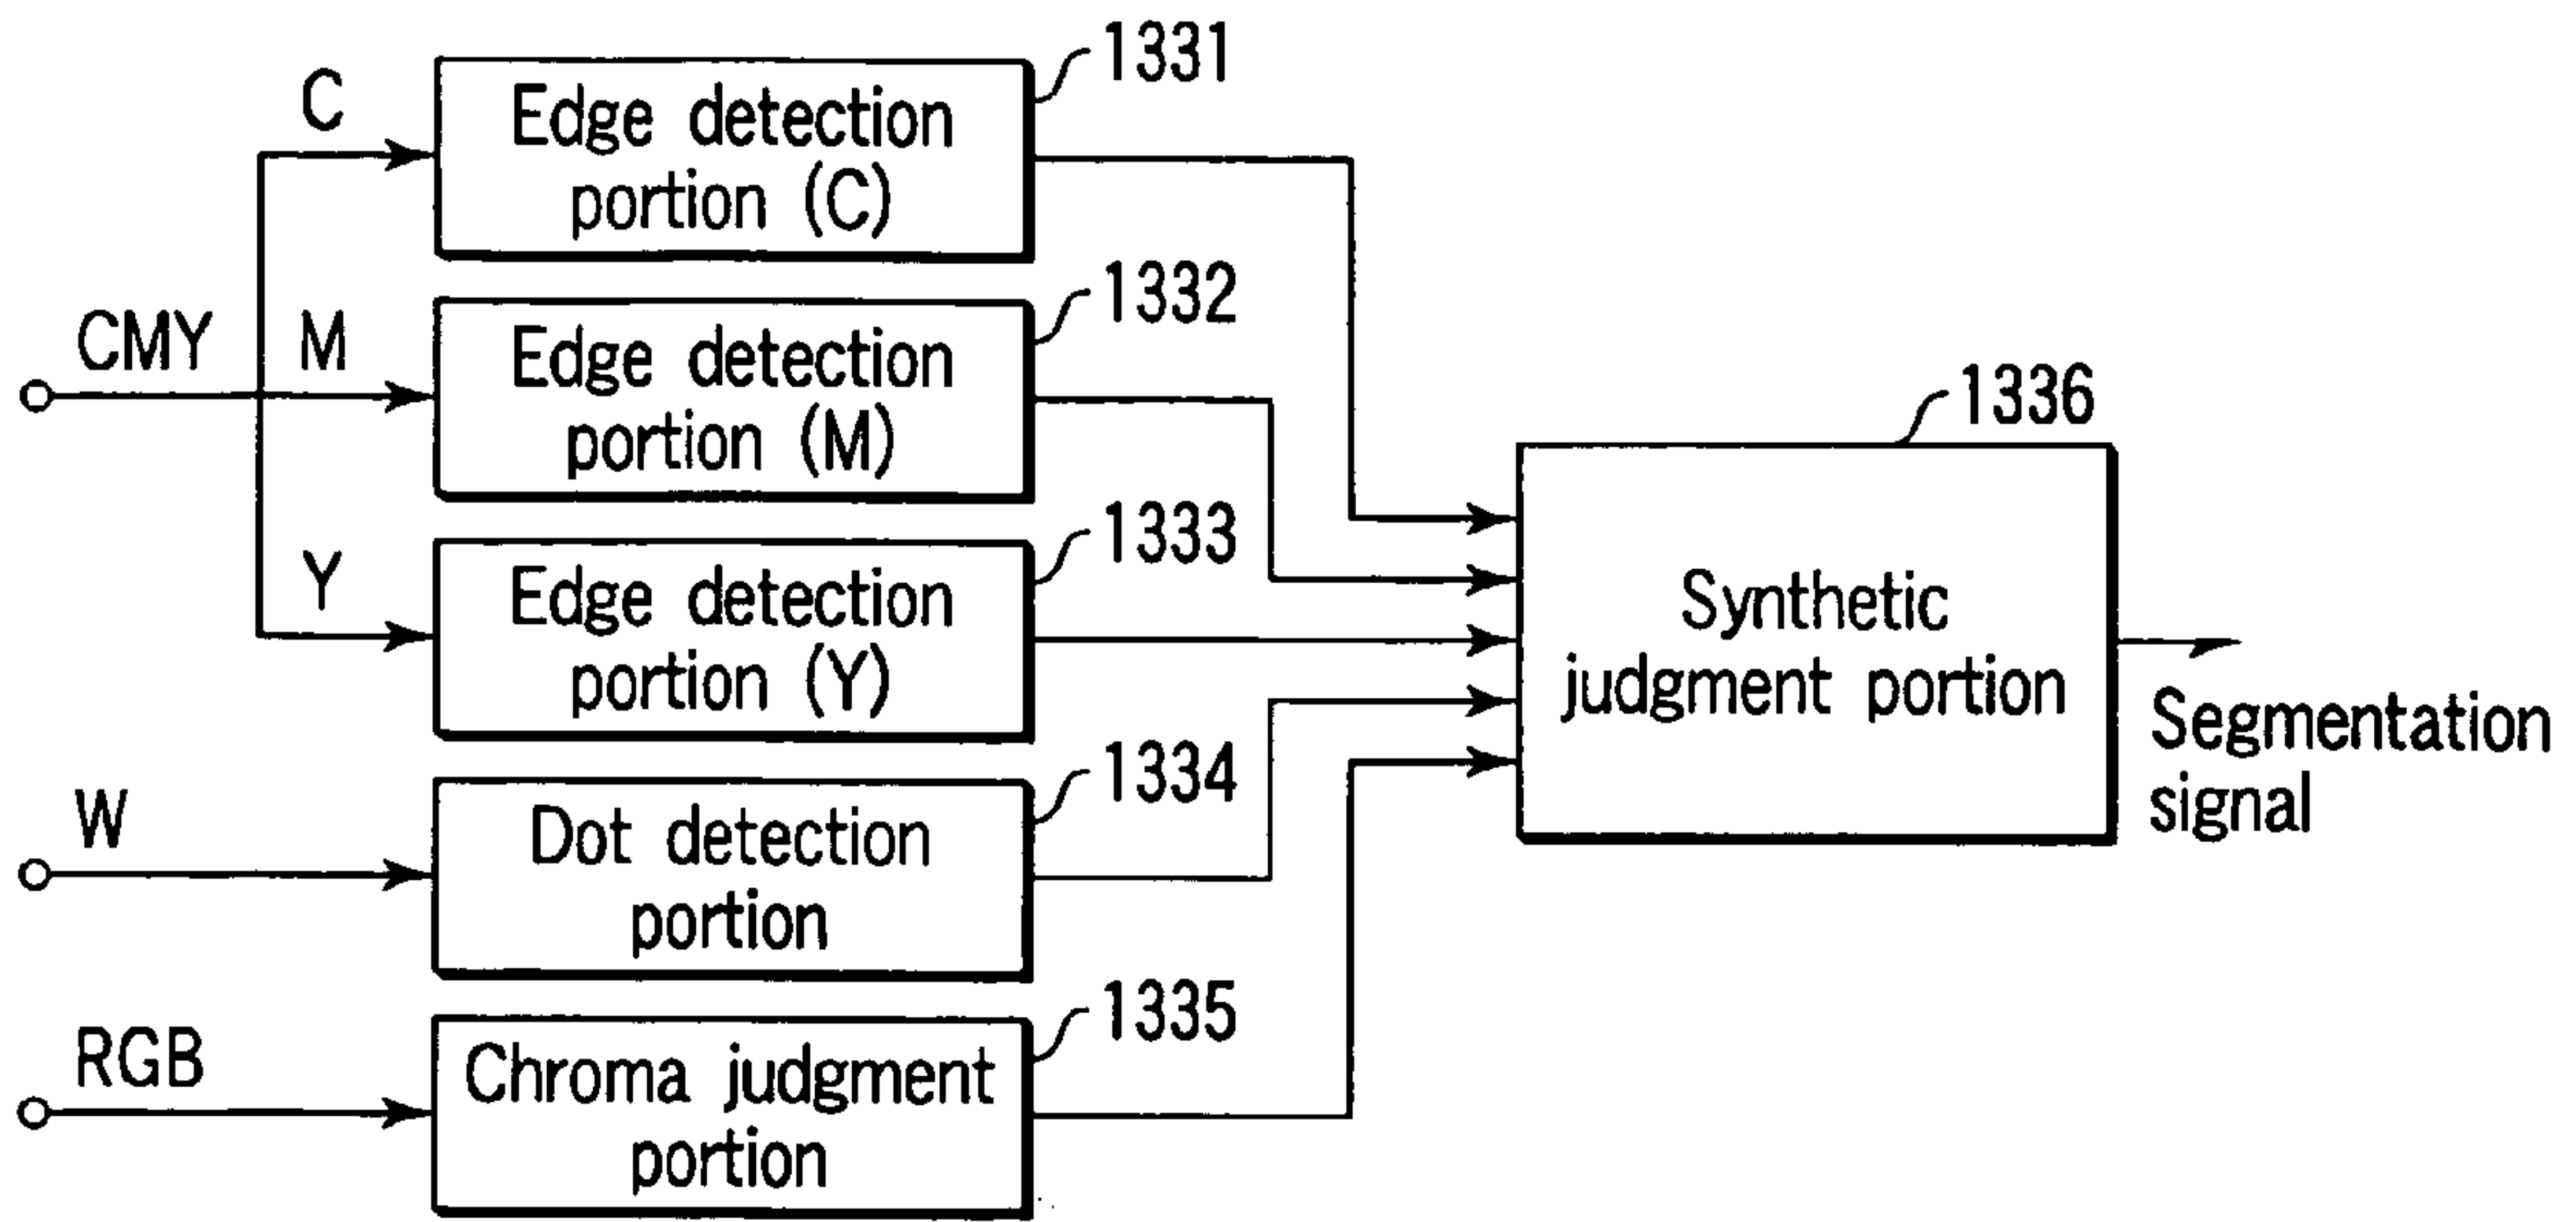 C
1331
Edge detection
portion (C)
CMY
M
1332
Edge detection
portion (M)
Y
1333
Edge detection
portion (Y)
1336
Synthetic
judgment portion
Segmentation
signal
W
1334
Dot detection
portion
RGB
1335
Chroma judgment
portion